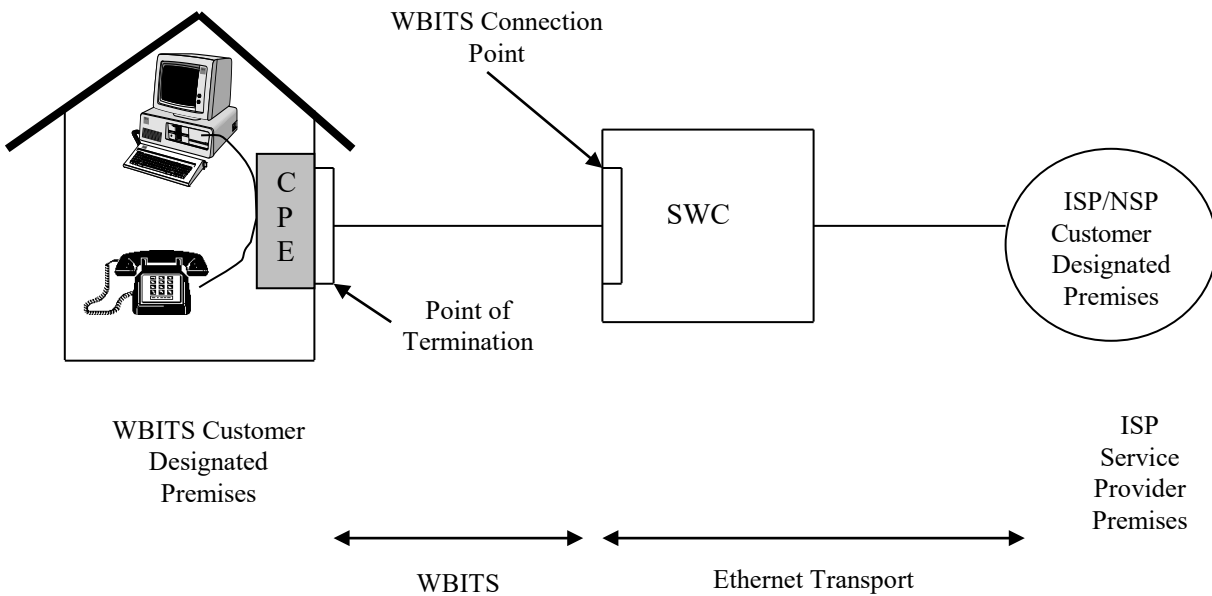 WBITS Connection
Point
C
P
E
SWC
ISP/NSP
Customer
Designated
Premises
Point of
Termination
WBITS Customer
Designated
Premises
ISP
Service
Provider
Premises
WBITS
Ethernet Transport